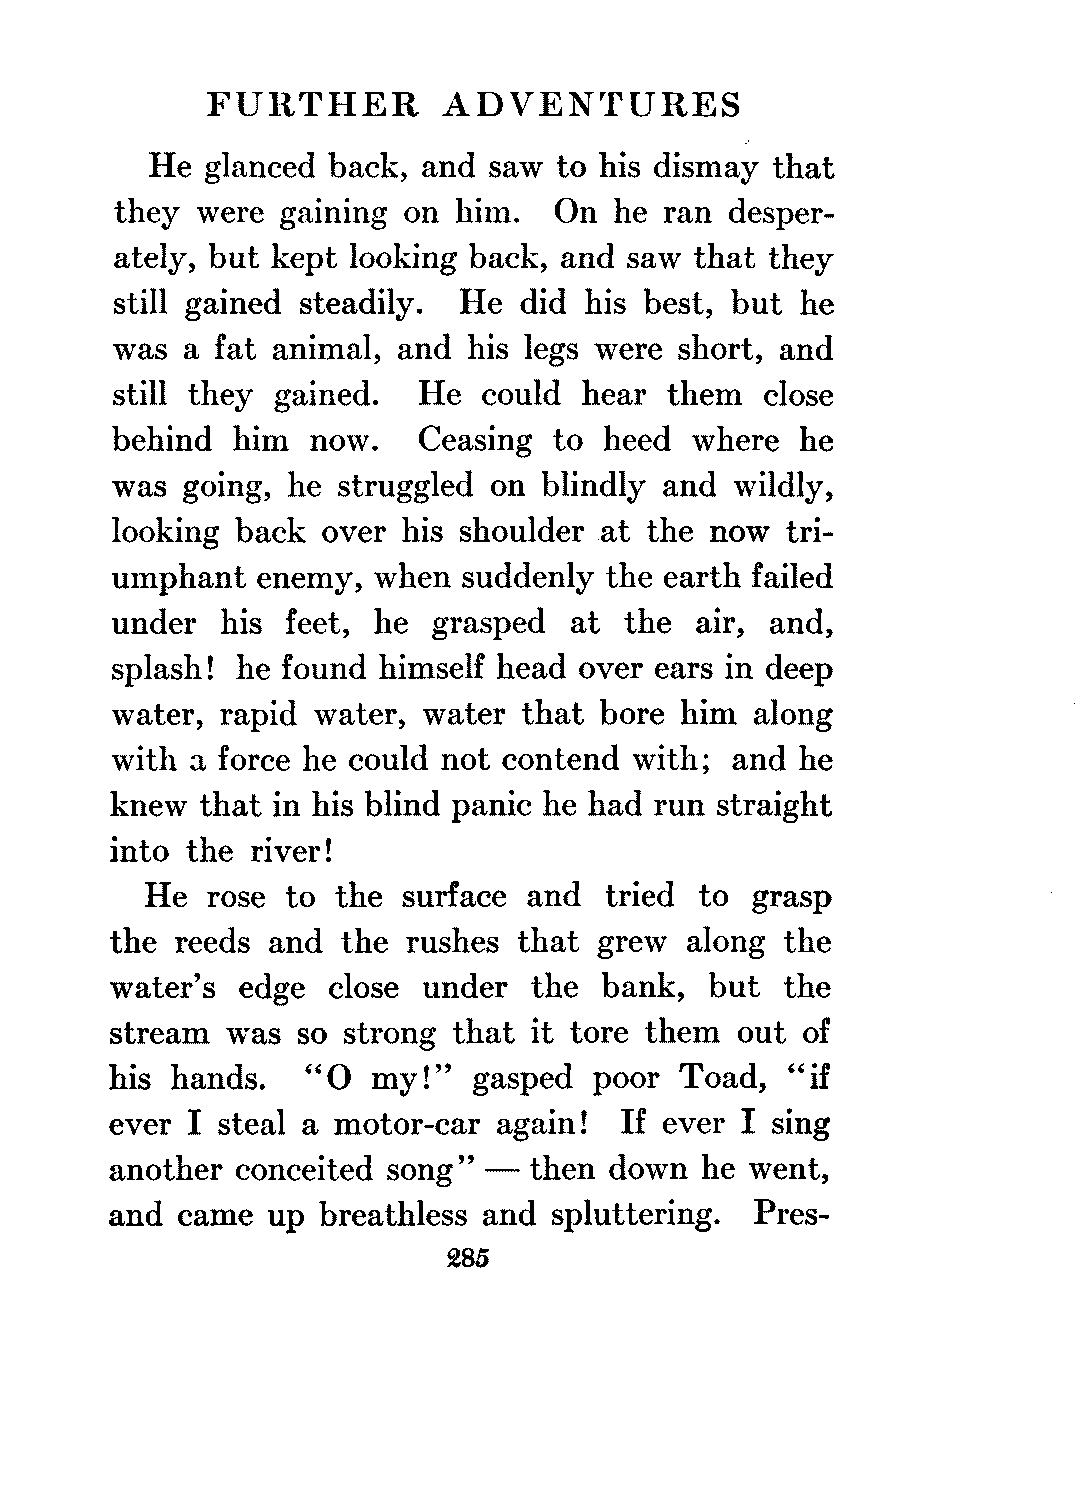 FURTHER ADVENTURES
He glanced back, and saw to his dismay that
they were gaining on him. On he ran desper-
ately, but kept looking back, and saw that they
still gained steadily. He did his best, but he
was a fat animal, and his legs were short, and
still they gained. He could hear them close
behind him now. Ceasing to heed where he
was going, he struggled on blindly and wildly,
looking back over his shoulder at the now tri-
umphant enemy, when suddenly the earth failed
under his feet, he grasped at the air, and,
splash! he found himself head over ears in deep
water, rapid water, water that bore him along
with a force he could not contend with; and he
knew that in his blind panic he had run straight
into the river!
He rose to the surface and tried to grasp
the reeds and the rushes that grew along the
water's edge close under the bank, but the
stream was so strong that it tore them out of
his hands. “O my!” gasped poor Toad, “if
ever I steal a motor-car again! If ever I sing
another conceited song” — then down he went,
and came up breathless and spluttering. Pres-
285